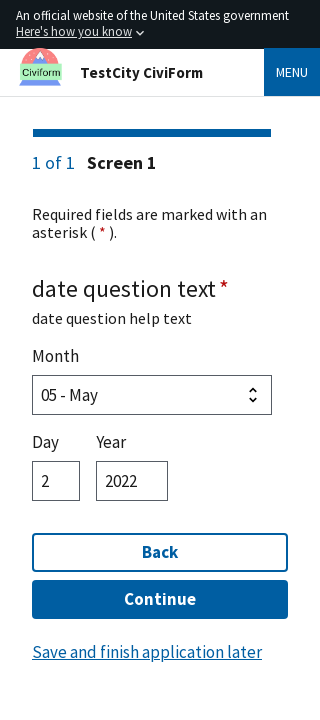 An official website of the United States government
Here's how you know
Civiform
TestCity CiviForm
MENU
1 of 1 Screen 1
Required fields are marked with an
asterisk ( * ).
date question text *
date question help text
Month
05 - May
Day Year
2 2022
Back
Continue
Save and finish application later